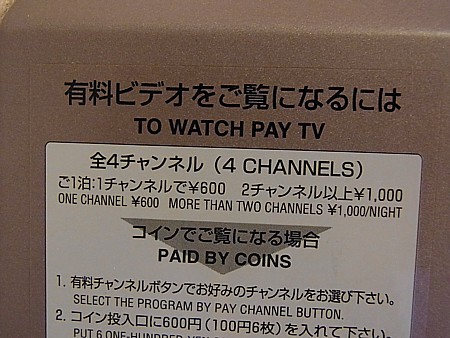 有料ビデオをご覧になるには
TO WATCH PAY TV
全4チャンネル（4 CHANNELS）
ご1泊:1チャンネルで¥600 2チャンネル以上¥1,000
ONE CHANNEL ¥600 MORE THAN TWO CHANNELS ¥1,000/NIGHT
コインでご覧になる場合
PAID BY COINS
1. 有料チャンネルボタンでお好みのチャンネルをお選び下さい。
SELECT THE PROGRAM BY PAY CHANNEL BUTTON.
2. コイン投入口に600円（100円6枚）を入れて下さい。
PUT 6 ONE-HUNDRED-YEN